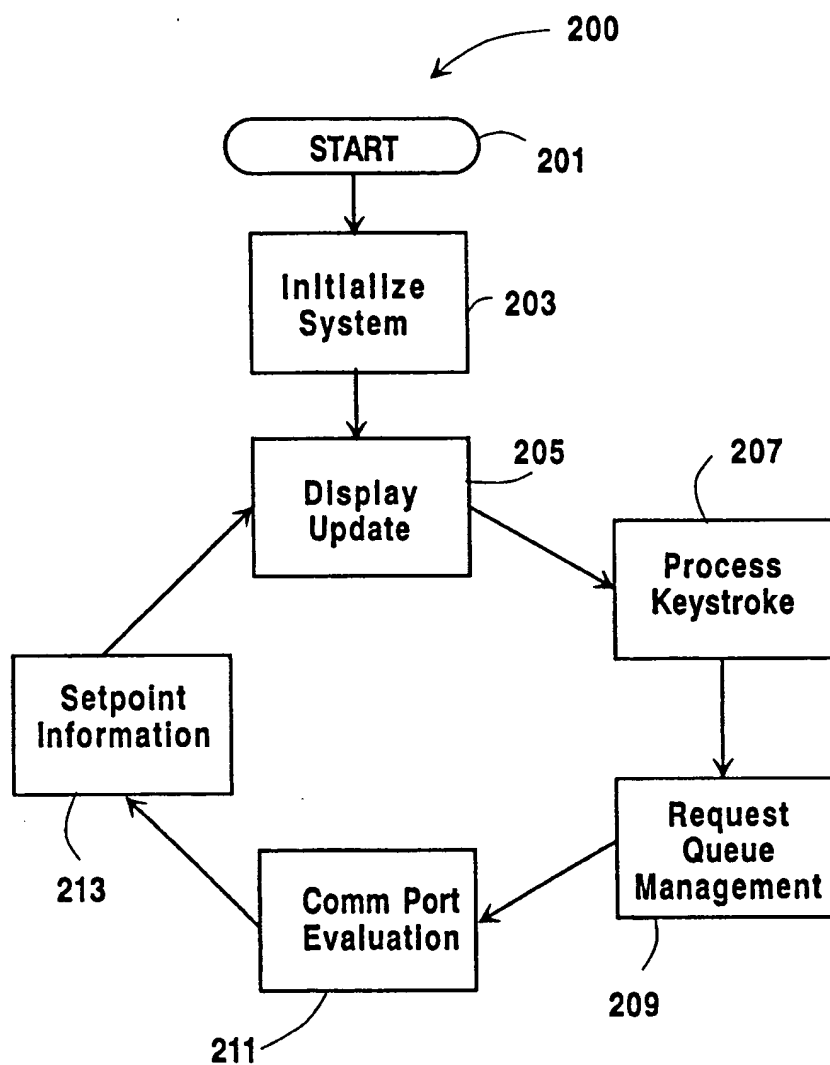 200
START
201
Initialize
System
203
Display
Update
205
207
Process
Keystroke
Setpoint
Information
213
Request
Queue
Management
209
Comm Port
Evaluation
211